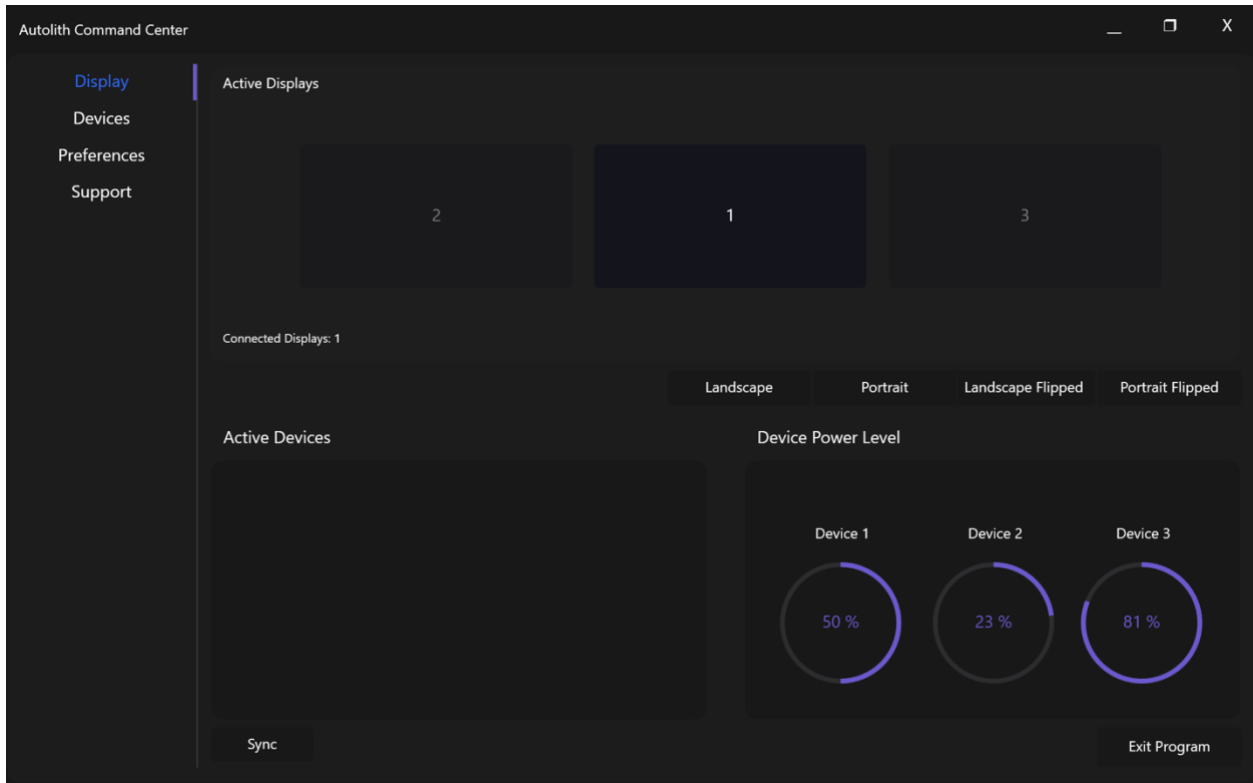 Autolith Command Center
X
Display
Devices
Preferences
Support
Active Displays
2 1 3
Connected Displays: 1
Landscape Portrait Landscape Flipped Portrait Flipped
Active Devices
Device Power Level
Device 1 Device 2 Device 3
50 % 23 % 81 %
Sync
Exit Program